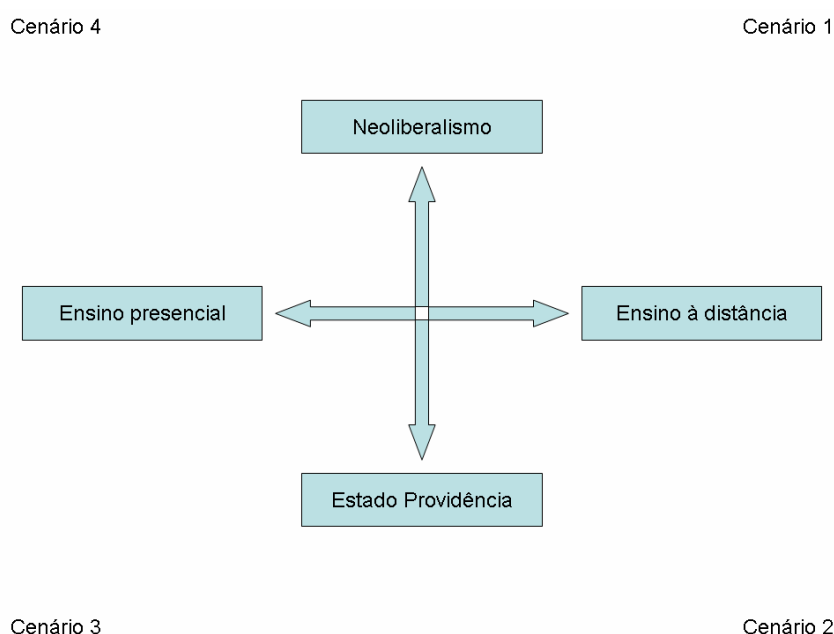 Cenário 4
Cenário 1
Neoliberalismo
Ensino presencial
Ensino à distância
Estado Providência
Cenário 3
Cenário 2